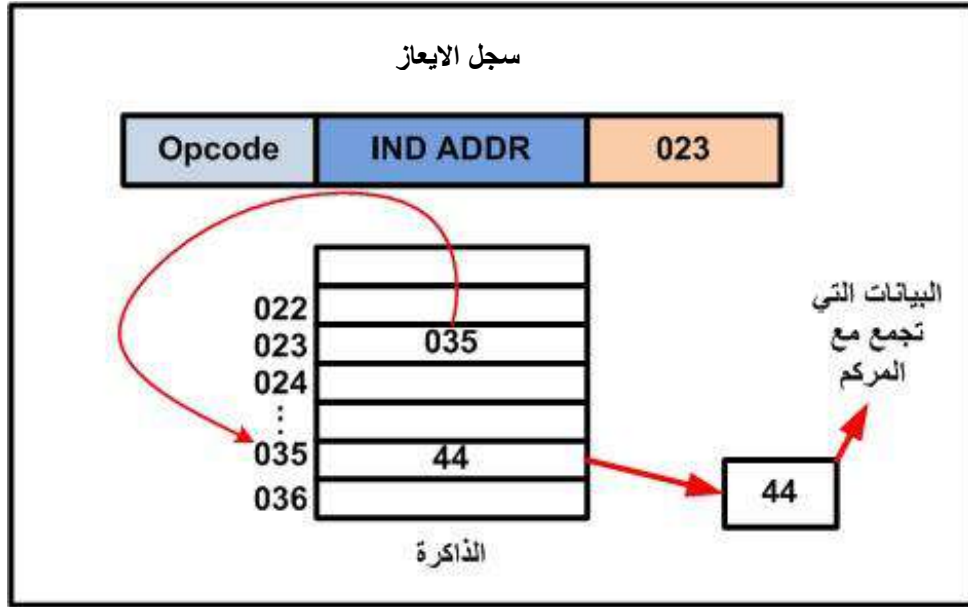 سجل الايعاز
Opcode IND ADDR 023
022
023 035
024
⋮
035 44
036
الذاكرة
44
البيانات التي
تجمع مع
المركم